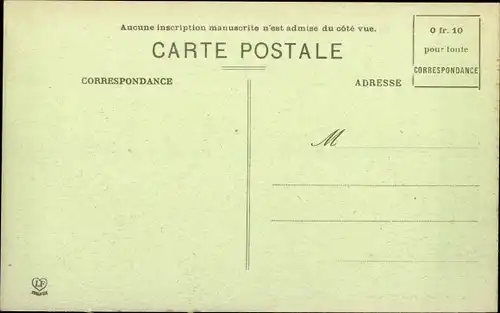 Aucune inscription manuscrite n'est admise du côté vue.
CARTE POSTALE
0 fr. 10
pour toute
CORRESPONDANCE
CORRESPONDANCE
ADRESSE
M